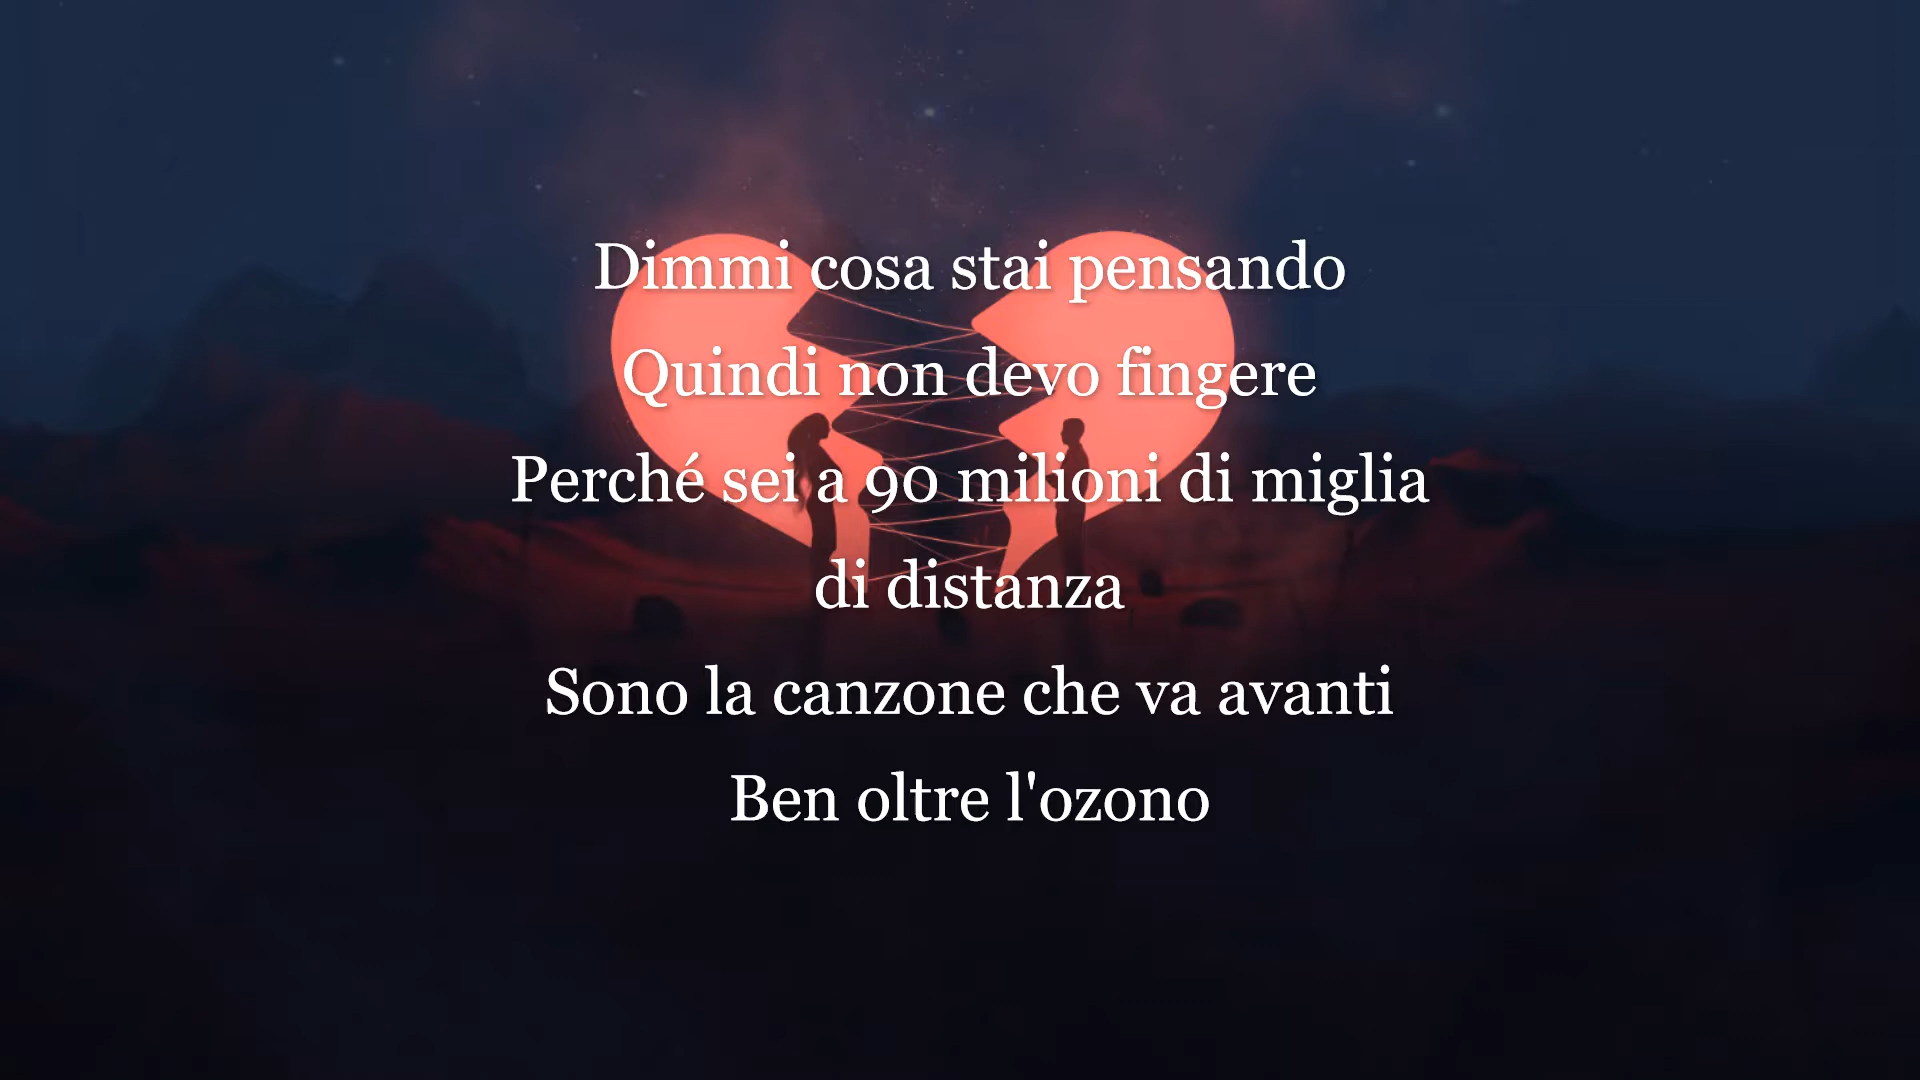 Dimmi cosa stai pensando
Quindi non devo fingere
Perché sei a 90 milioni di miglia
di distanza
Sono la canzone che va avanti
Ben oltre l'ozono